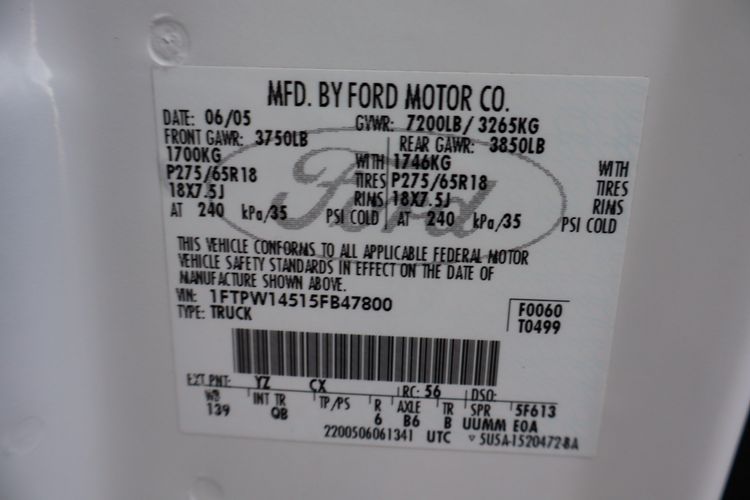 MFD. BY FORD MOTOR CO.
DATE: 06/05 GVWR: 7200LB/ 3265KG
FRONT GAWR: 3750LB REAR GAWR: 3850LB
1700KG WITH 1746KG WITH
P275/65R18 TIRES P275/65R18 TIRES
18X7.5J RIMS 18X7.5J RIMS
AT 240 kPa/35 PSI COLD AT 240 kPa/35 PSI COLD
Ford
THIS VEHICLE CONFORMS TO ALL APPLICABLE FEDERAL MOTOR
VEHICLE SAFETY STANDARDS IN EFFECT ON THE DATE OF
MANUFACTURE SHOWN ABOVE.
VIN: 1FTPW14515FB47800
TYPE: TRUCK
F0060
T0499
EXT PNT: YZ CX RC: 56 DSO:
WB INT TR TP/PS R AXLE TR SPR 5F613
139 QB 6 B6 B UUMM EOA
2200506061341 UTC ▽ 5USA-1520472-BA